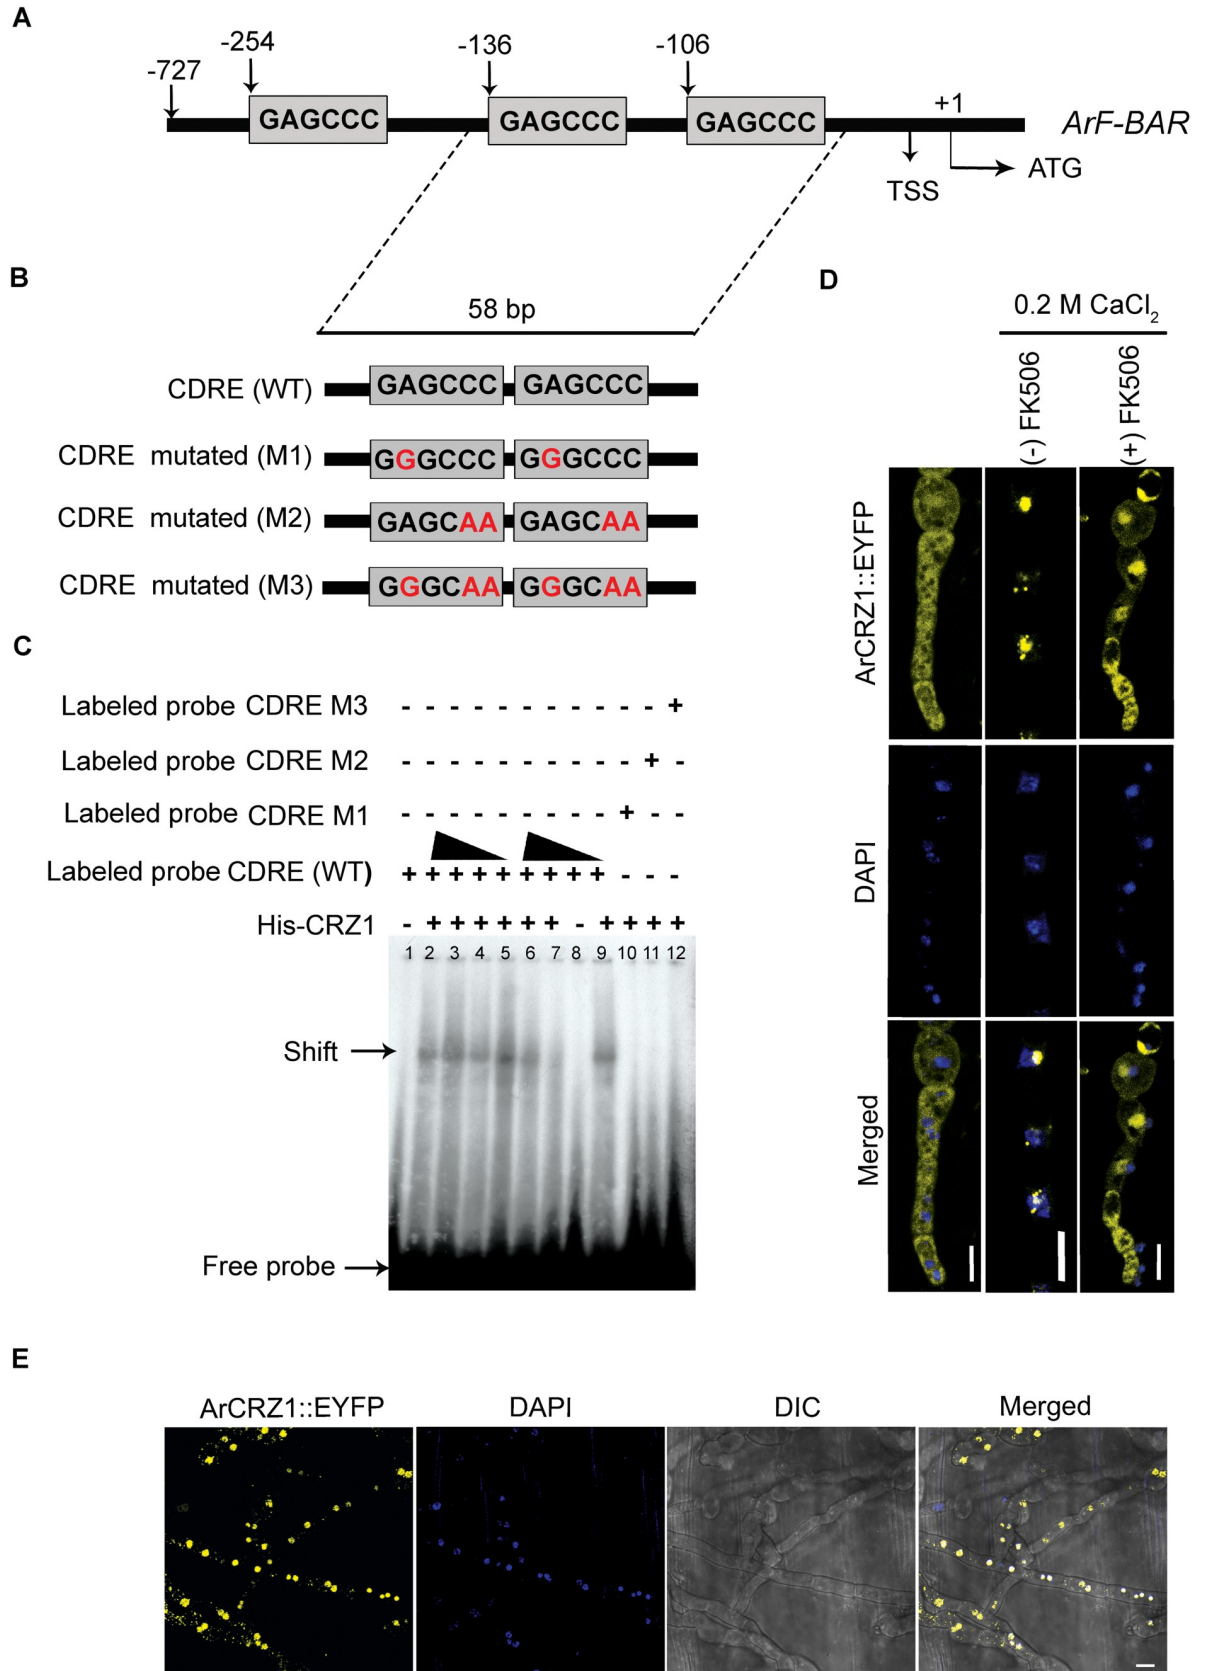 A
-727
-254
-136
-106
+1
GAGCCC GAGCCC GAGCCC
ArF-BAR
TSS
ATG
B
58 bp
CDRE (WT) GAGCCC GAGCCC
CDRE mutated (M1) GGGCCC GGGCCC
CDRE mutated (M2) GAGCAA GAGCAA
CDRE mutated (M3) GGGCAA GGGCAA
C
Labeled probe CDRE M3 - - - - - - - - - - - +
Labeled probe CDRE M2 - - - - - - - - - - + -
Labeled probe CDRE M1 - - - - - - - - - + - -
Labeled probe CDRE (WT) + + + + + + + + + - - -
His-CRZ1 - + + + + + + - + + + +
1 2 3 4 5 6 7 8 9 10 11 12
Shift
Free probe
D
0.2 M CaCl₂
(-) FK506
(+) FK506
ArCRZ1::EYFP
DAPI
Merged
E
ArCRZ1::EYFP DAPI DIC Merged